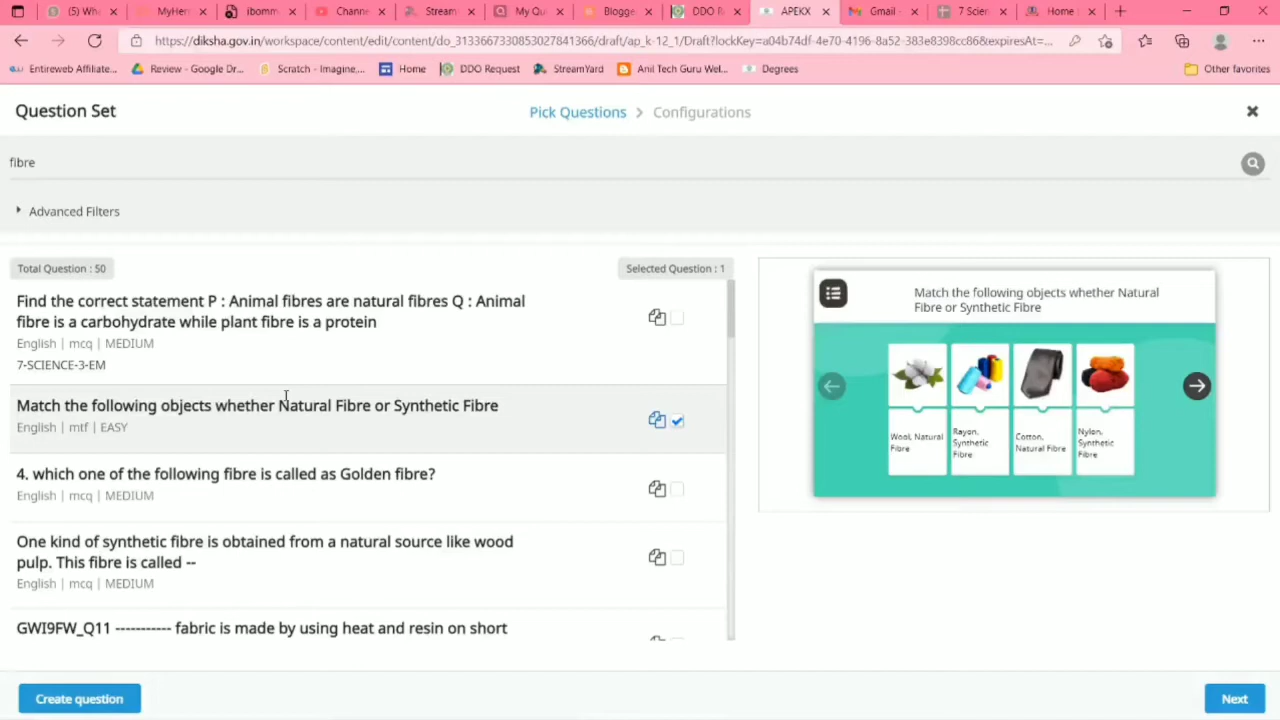 (5) Wh...
MyHer
ibomm
Channe
Stream
My Qu
Blogge
DDO R
APEKX
Gmail -
7 Scien
Home
https://diksha.gov.in/workspace/content/edit/content/do_3133667330853027841366/draft/ap_k-12_1/Draft?lockKey=a04b74df-4e70-4196-8a52-383e8398cc86&expiresAt=...
Entireweb Affiliate...
Review - Google Dr...
Scratch - Imagine,...
Home
DDO Request
StreamYard
Anil Tech Guru Wel...
Degrees
Other favorites
Question Set
Pick Questions > Configurations
fibre
Advanced Filters
Total Question : 50
Selected Question : 1
Find the correct statement P : Animal fibres are natural fibres Q : Animal
fibre is a carbohydrate while plant fibre is a protein
English | mcq | MEDIUM
7-SCIENCE-3-EM
Match the following objects whether Natural Fibre or Synthetic Fibre
English | mtf | EASY
4. which one of the following fibre is called as Golden fibre?
English | mcq | MEDIUM
One kind of synthetic fibre is obtained from a natural source like wood
pulp. This fibre is called --
English | mcq | MEDIUM
GWI9FW_Q11 ----------- fabric is made by using heat and resin on short
Match the following objects whether Natural
Fibre or Synthetic Fibre
Wool, Natural
Fibre
Rayon,
Synthetic
Fibre
Cotton,
Natural Fibre
Nylon,
Synthetic
Fibre
Create question
Next